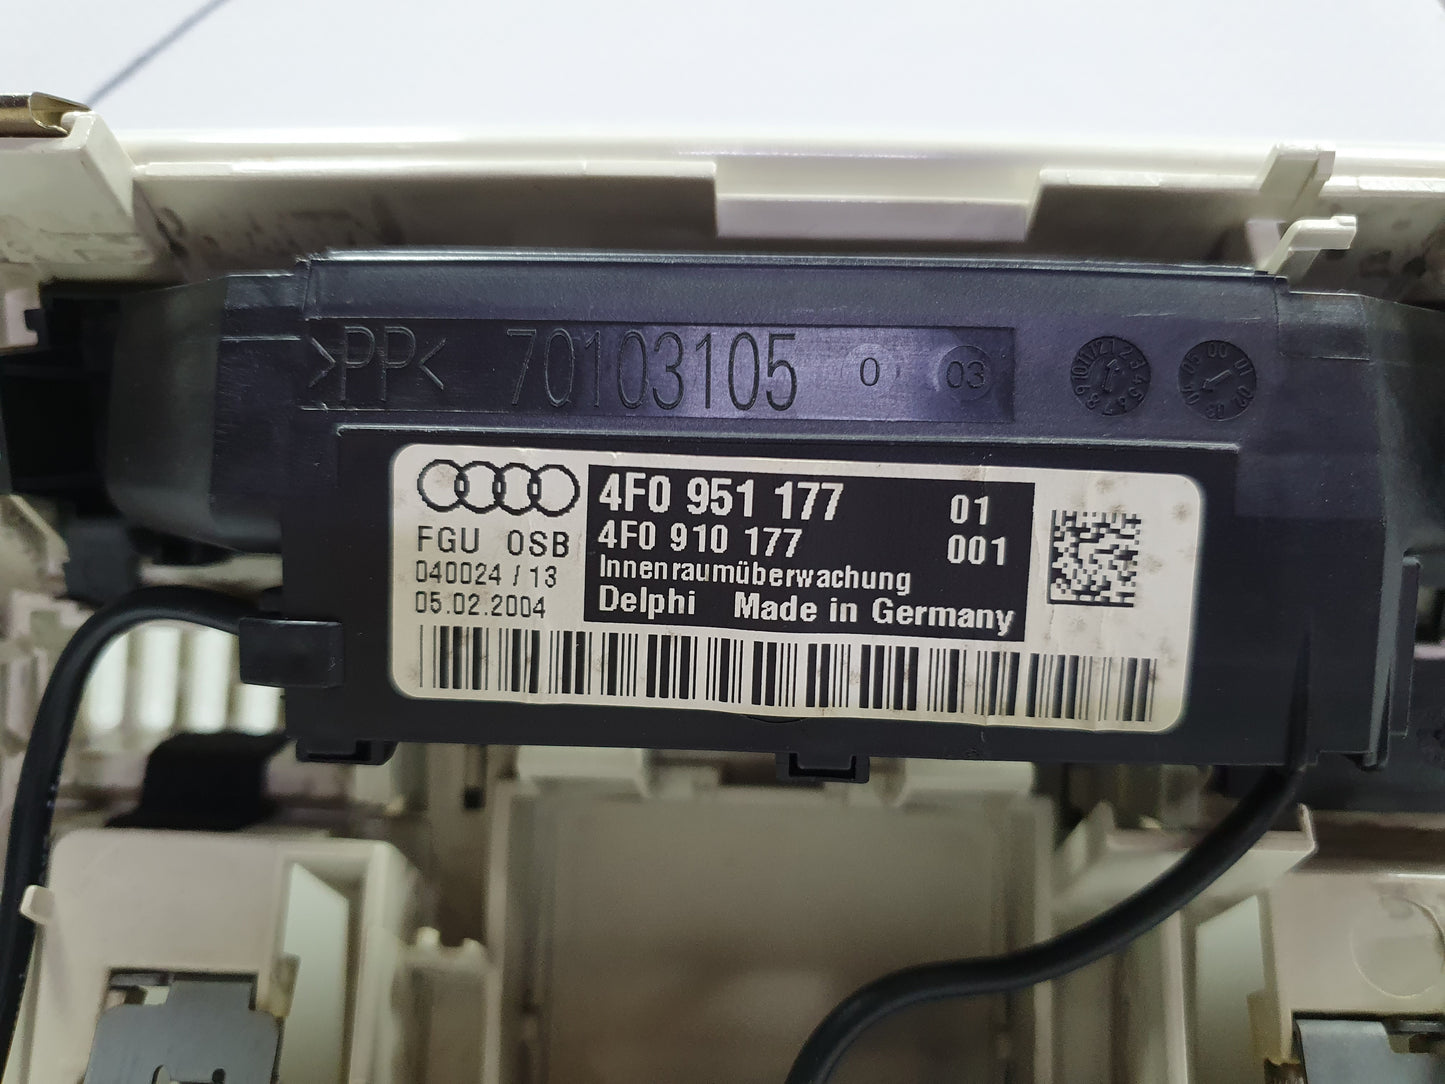 >PP< 70103105 0 03
4F0 951 177 01
4F0 910 177 001
FGU 0SB
Innenraumüberwachung
040024 / 13
Delphi Made in Germany
05.02.2004